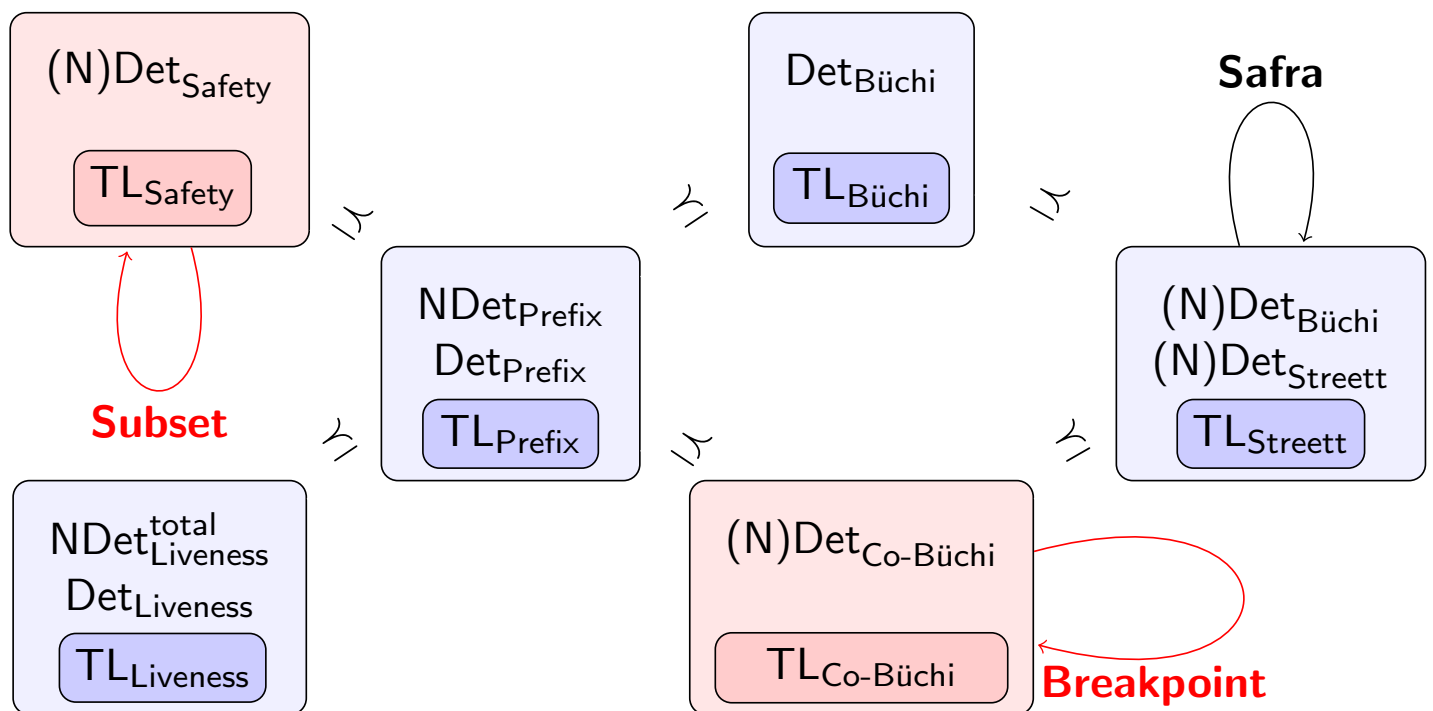 (N)Det_Safety
TL_Safety
Subset
NDet^total_Liveness
Det_Liveness
TL_Liveness
NDet_Prefix
Det_Prefix
TL_Prefix
Det_Büchi
TL_Büchi
(N)Det_Co-Büchi
TL_Co-Büchi
Breakpoint
Safra
(N)Det_Büchi
(N)Det_Streett
TL_Streett